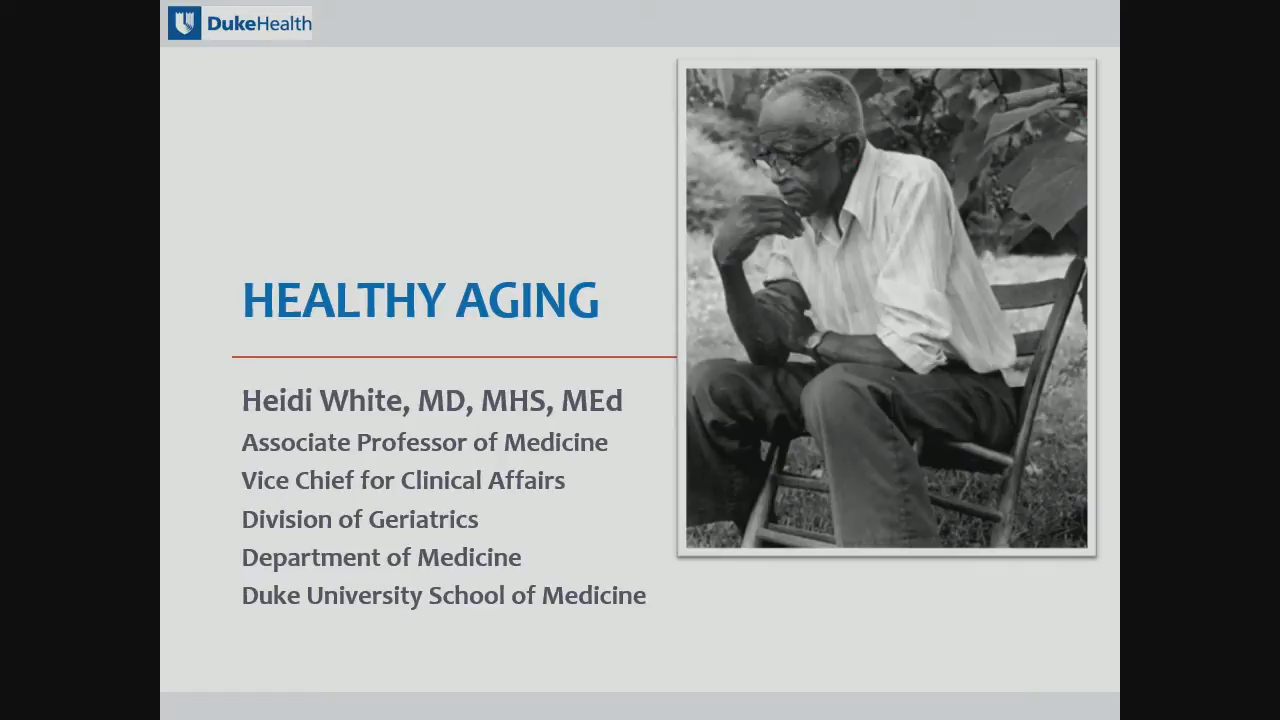 DukeHealth
HEALTHY AGING
Heidi White, MD, MHS, MEd
Associate Professor of Medicine
Vice Chief for Clinical Affairs
Division of Geriatrics
Department of Medicine
Duke University School of Medicine